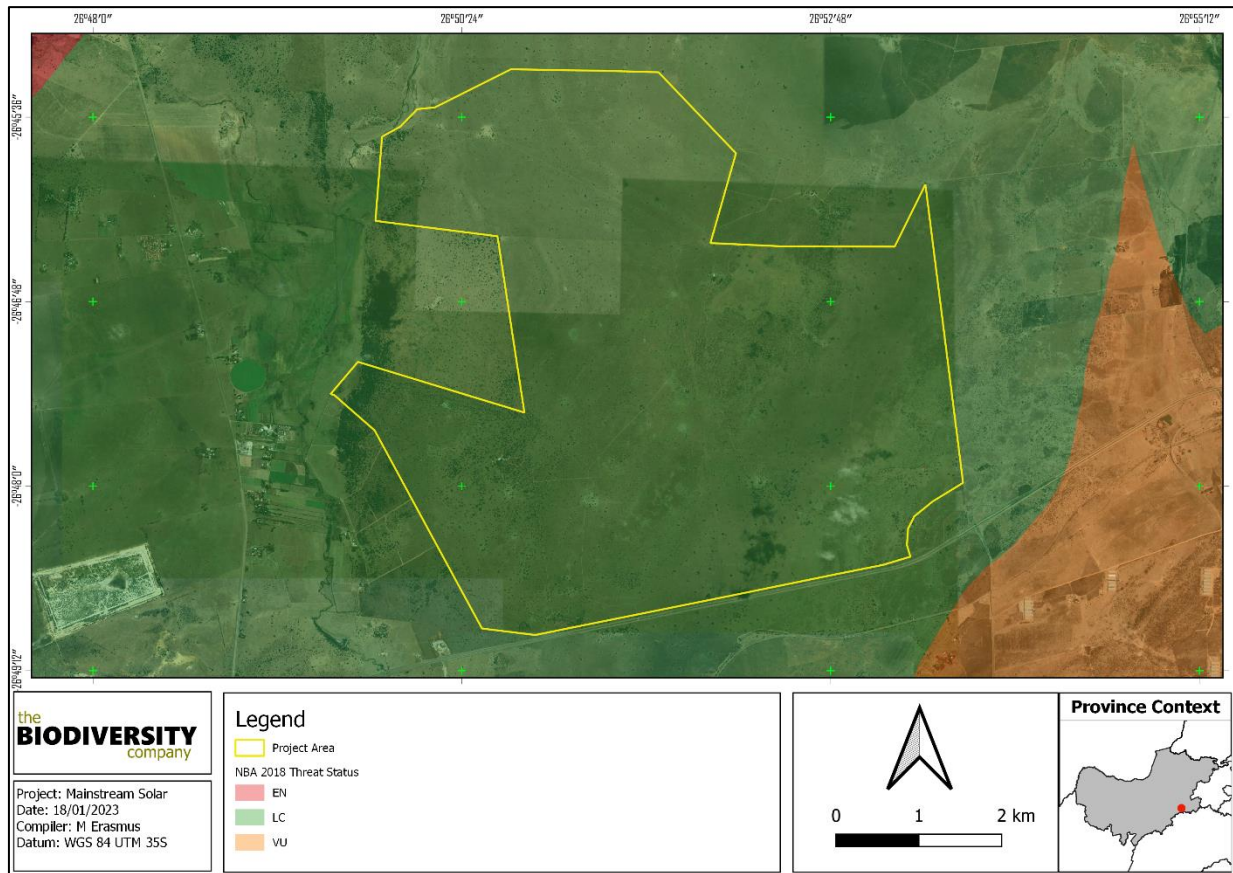 26°48'0" 26°50'24" 26°52'48" 26°55'12"
-26°45'36"
-26°46'48"
-26°48'0"
-26°49'12"
the
BIODIVERSITY
company
Project: Mainstream Solar
Date: 18/01/2023
Compiler: M Erasmus
Datum: WGS 84 UTM 35S
Legend
Project Area
NBA 2018 Threat Status
EN
LC
VU
0 1 2 km
Province Context